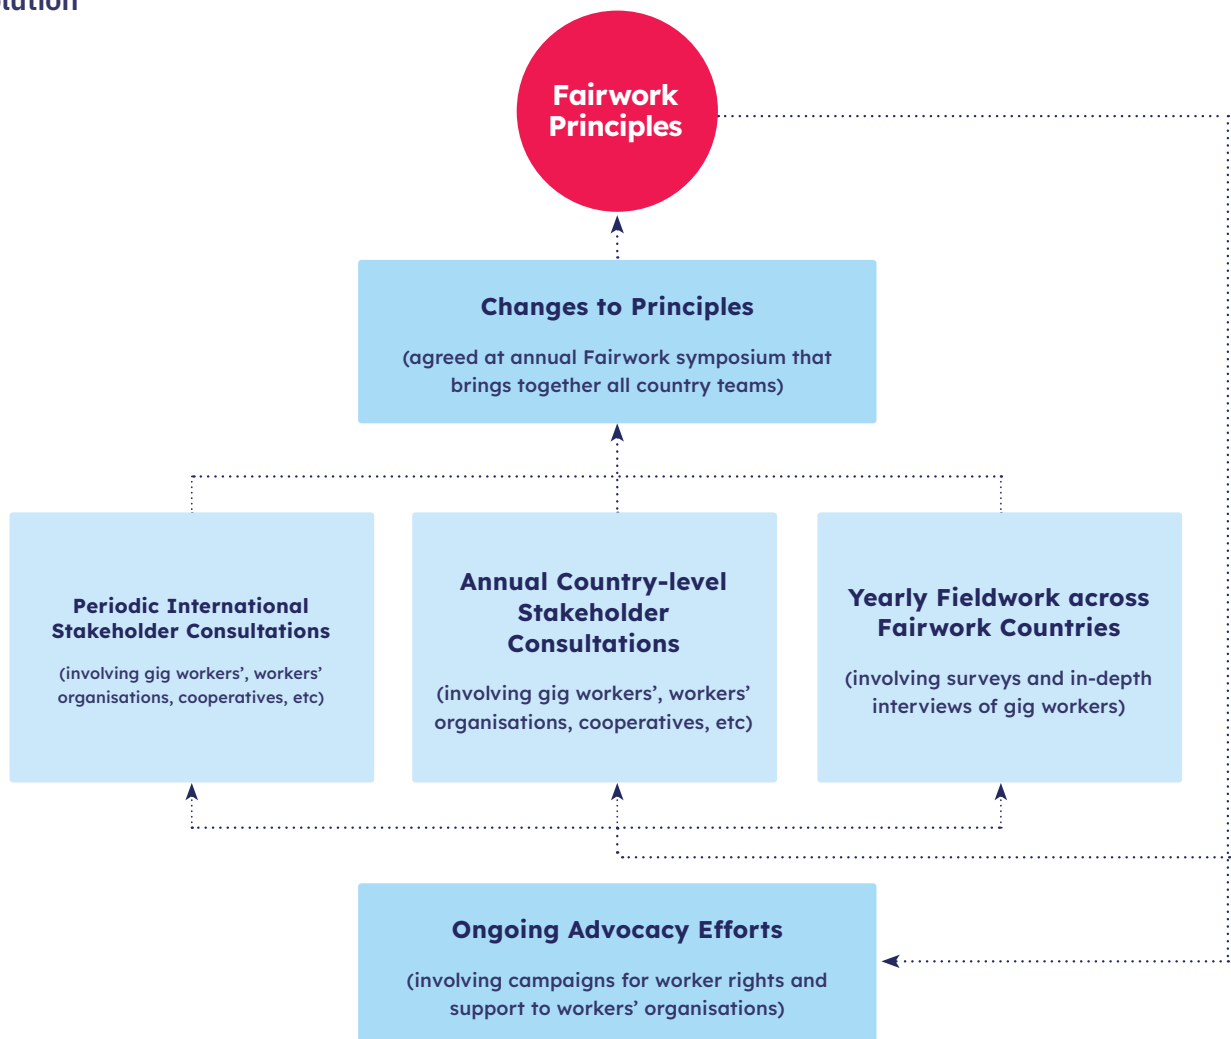 Fairwork
Principles
Changes to Principles
(agreed at annual Fairwork symposium that
brings together all country teams)
Periodic International
Stakeholder Consultations
(involving gig workers’, workers’
organisations, cooperatives, etc)
Annual Country-level
Stakeholder
Consultations
(involving gig workers’, workers’
organisations, cooperatives, etc)
Yearly Fieldwork across
Fairwork Countries
(involving surveys and in-depth
interviews of gig workers)
Ongoing Advocacy Efforts
(involving campaigns for worker rights and
support to workers’ organisations)